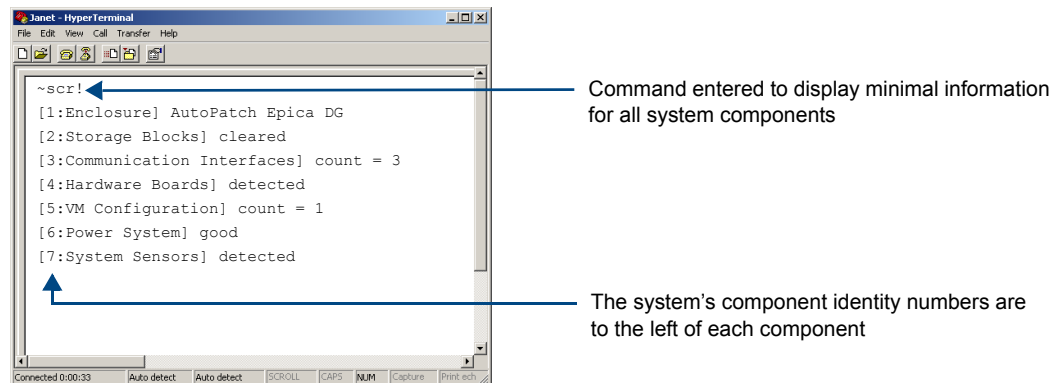 Janet - HyperTerminal
File Edit View Call Transfer Help
~scr!
[1:Enclosure] AutoPatch Epica DG
[2:Storage Blocks] cleared
[3:Communication Interfaces] count = 3
[4:Hardware Boards] detected
[5:VM Configuration] count = 1
[6:Power System] good
[7:System Sensors] detected
Connected 0:00:33 Auto detect Auto detect SCROLL CAPS NUM Capture Print ech
Command entered to display minimal information
for all system components
The system's component identity numbers are
to the left of each component